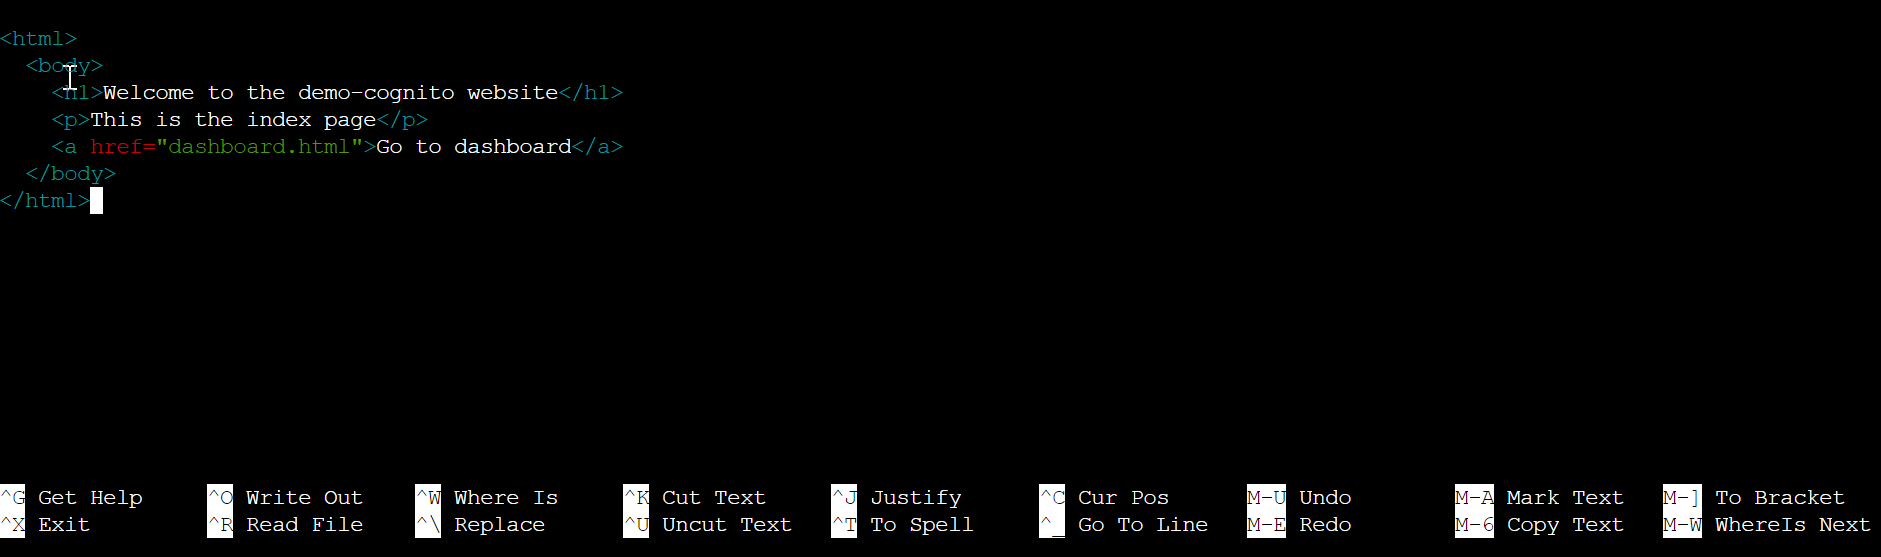 <html>
  <body>
    <h1>Welcome to the demo-cognito website</h1>
    <p>This is the index page</p>
    <a href="dashboard.html">Go to dashboard</a>
  </body>
</html>
^G Get Help ^O Write Out ^W Where Is ^K Cut Text ^J Justify ^C Cur Pos M-U Undo M-A Mark Text M-] To Bracket
^X Exit ^R Read File ^\ Replace ^U Uncut Text ^T To Spell ^_ Go To Line M-E Redo M-6 Copy Text M-W WhereIs Next